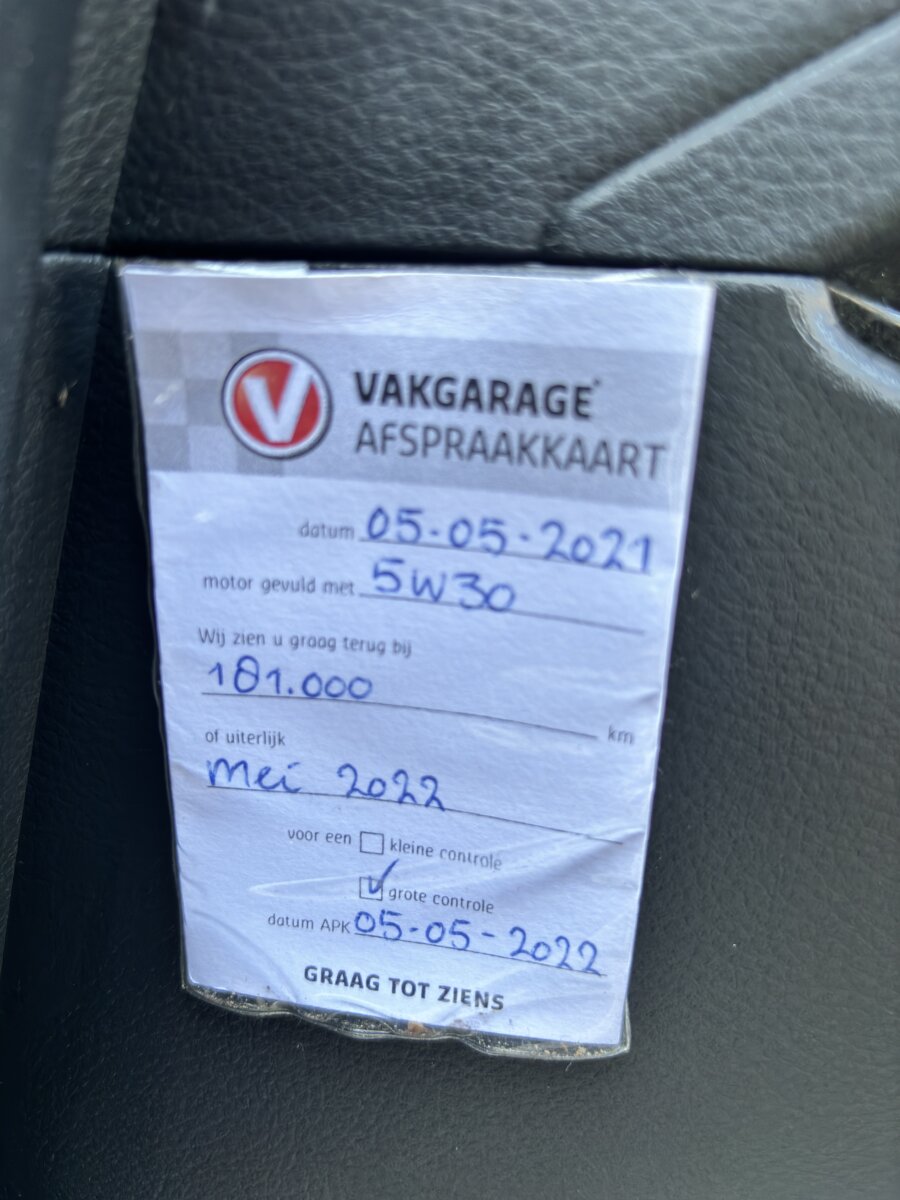 V
VAKGARAGE
AFSPRAAKKAART
datum 05-05-2021
motor gevuld met 5W30
Wij zien u graag terug bij
181.000 km
of uiterlijk
mei 2022
voor een kleine controle
grote controle
datum APK 05-05-2022
GRAAG TOT ZIENS